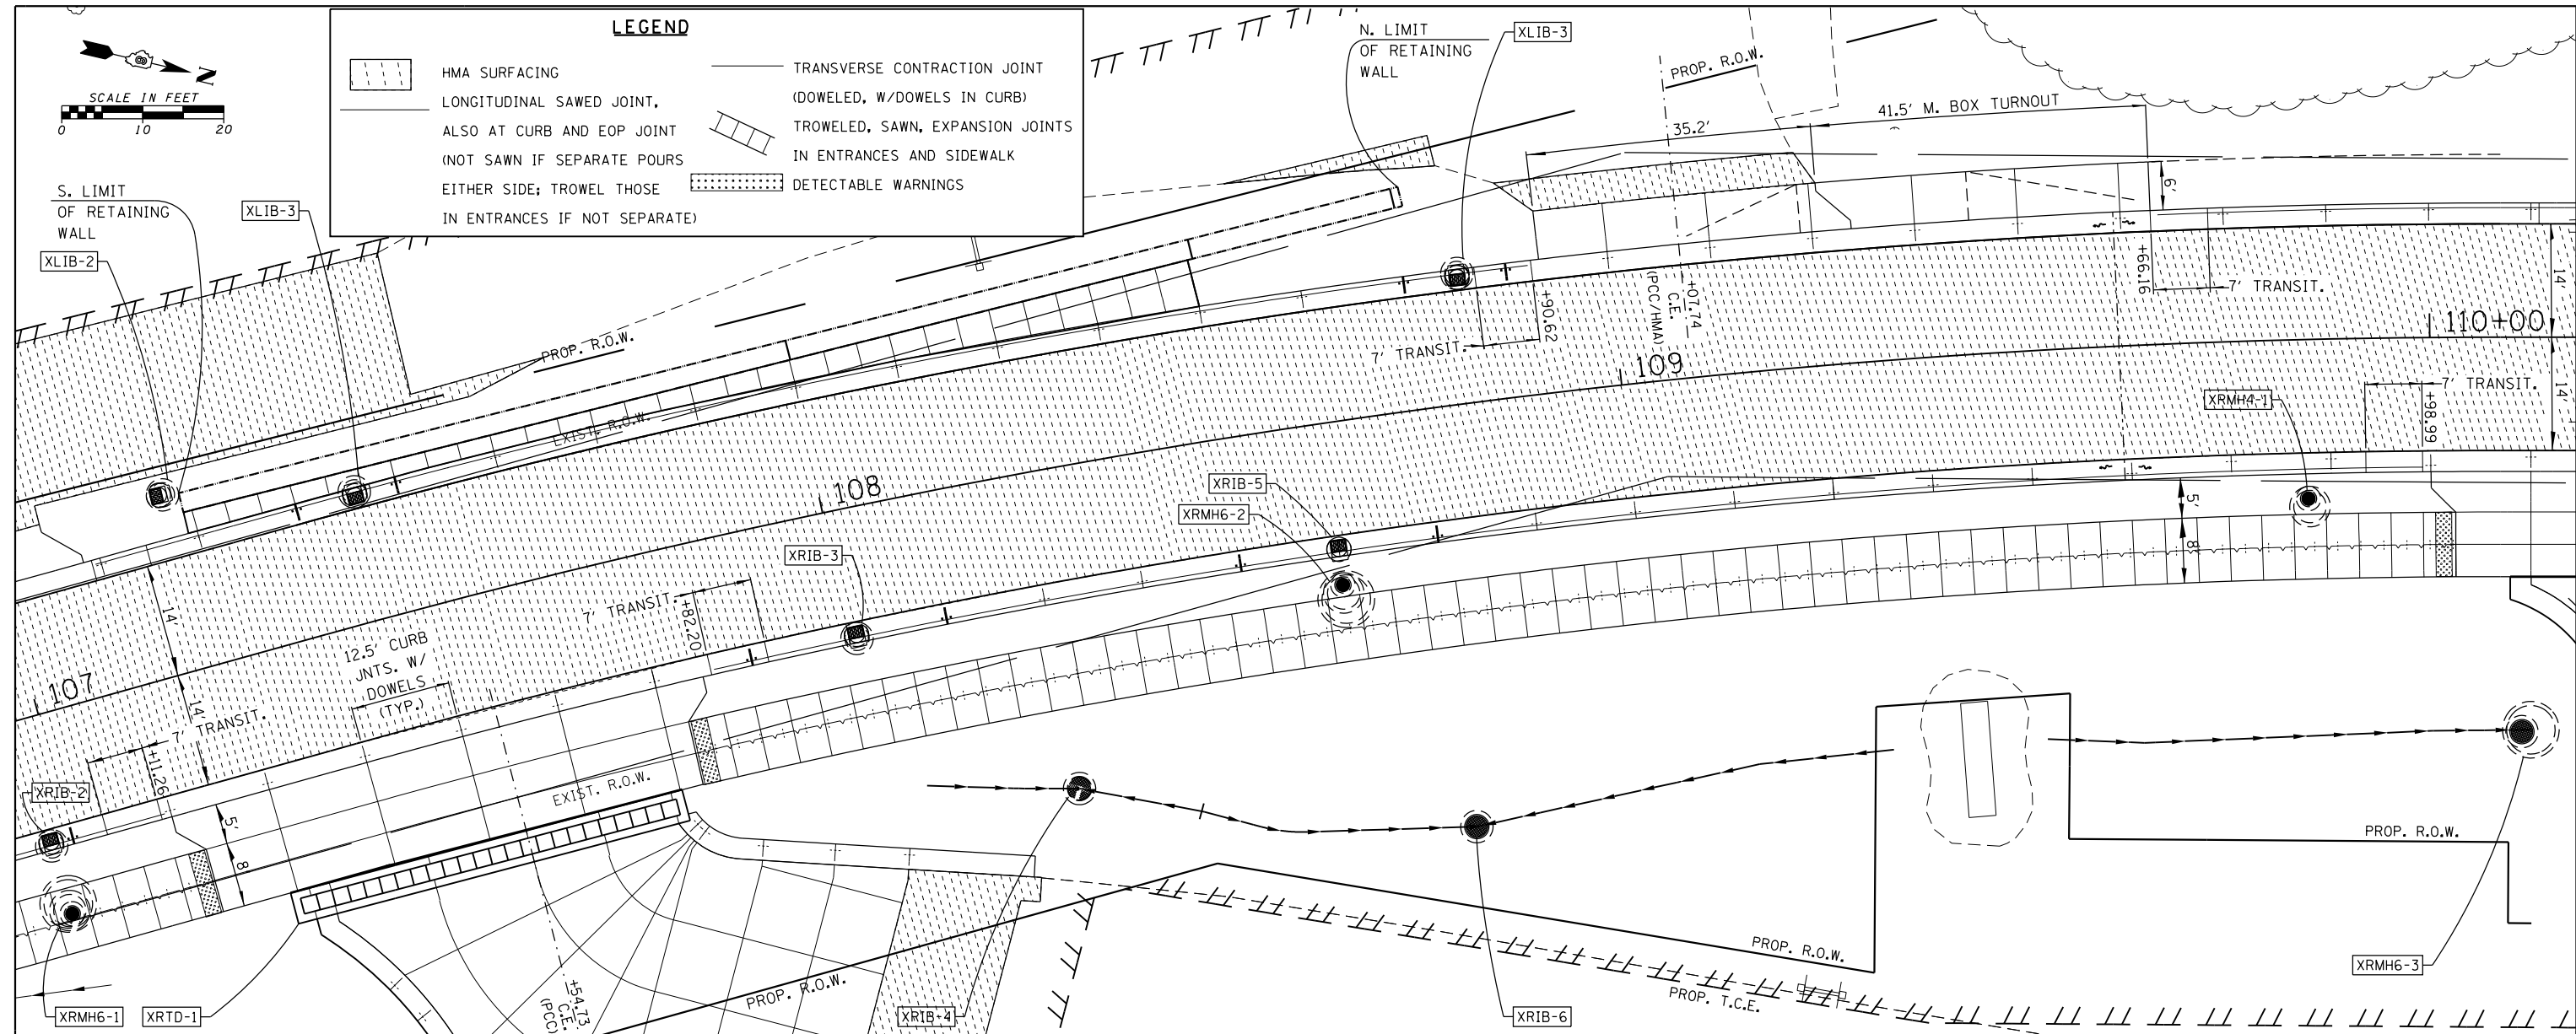 LEGEND
HMA SURFACING
LONGITUDINAL SAWED JOINT,
ALSO AT CURB AND EOP JOINT
(NOT SAWN IF SEPARATE POURS
EITHER SIDE; TROWEL THOSE
IN ENTRANCES IF NOT SEPARATE)
TRANSVERSE CONTRACTION JOINT
(DOWELED, W/DOWELS IN CURB)
TROWELED, SAWN, EXPANSION JOINTS
IN ENTRANCES AND SIDEWALK
DETECTABLE WARNINGS
N
SCALE IN FEET
0 10 20
S. LIMIT
OF RETAINING
WALL
XLIB-2
XLIB-3
N. LIMIT
OF RETAINING
WALL
XLIB-3
PROP. R.O.W.
35.2'
41.5' M. BOX TURNOUT
6'
+66.16
7' TRANSIT.
14'
110+00
14'
7' TRANSIT.
+98.99
XRMH4-1
+07.74
C.E.
(PCC/HMA)
+90.62
7' TRANSIT.
109
PROP. R.O.W.
EXIST. R.O.W.
108
XRIB-5
XRMH6-2
XRIB-3
5'
8'
7' TRANSIT.
+82.20
12.5' CURB
JNTS. W/
DOWELS
(TYP.)
14'
14'
107
7' TRANSIT.
+11.26
XRIB-2
5'
8'
EXIST. R.O.W.
XRMH6-1
XRTD-1
+54.73
C.E.
(PCC)
PROP. R.O.W.
XRIB-4
XRIB-6
PROP. T.C.E.
PROP. R.O.W.
PROP. R.O.W.
XRMH6-3